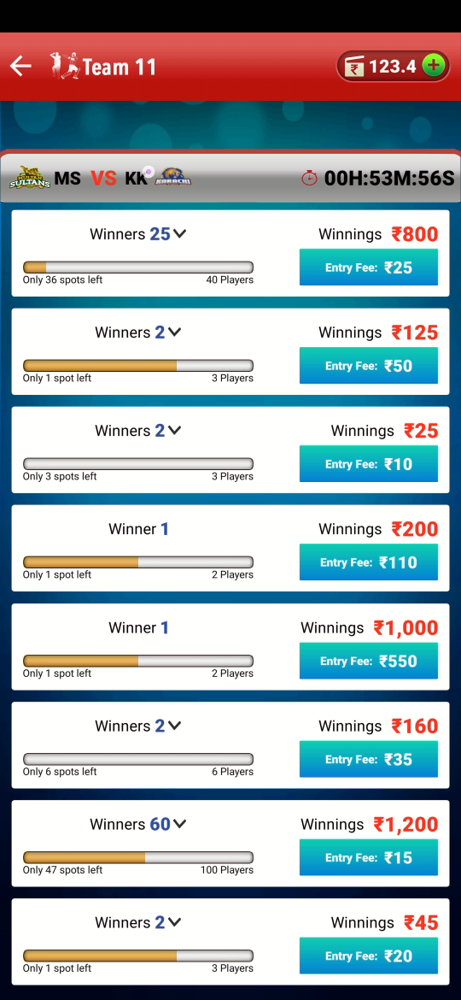 Team 11
₹ 123.4 +
MULTAN SULTANS MS VS KK KARACHI 00H:53M:56S
Winners 25 Winnings ₹800
Entry Fee: ₹25
Only 36 spots left 40 Players
Winners 2 Winnings ₹125
Entry Fee: ₹50
Only 1 spot left 3 Players
Winners 2 Winnings ₹25
Entry Fee: ₹10
Only 3 spots left 3 Players
Winner 1 Winnings ₹200
Entry Fee: ₹110
Only 1 spot left 2 Players
Winner 1 Winnings ₹1,000
Entry Fee: ₹550
Only 1 spot left 2 Players
Winners 2 Winnings ₹160
Entry Fee: ₹35
Only 6 spots left 6 Players
Winners 60 Winnings ₹1,200
Entry Fee: ₹15
Only 47 spots left 100 Players
Winners 2 Winnings ₹45
Entry Fee: ₹20
Only 1 spot left 3 Players